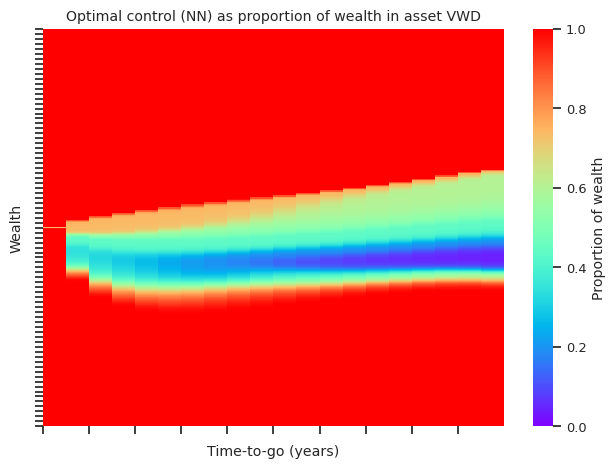 Optimal control (NN) as proportion of wealth in asset VWD
Wealth
Time-to-go (years)
1.0
0.8
0.6
0.4
0.2
0.0
Proportion of wealth